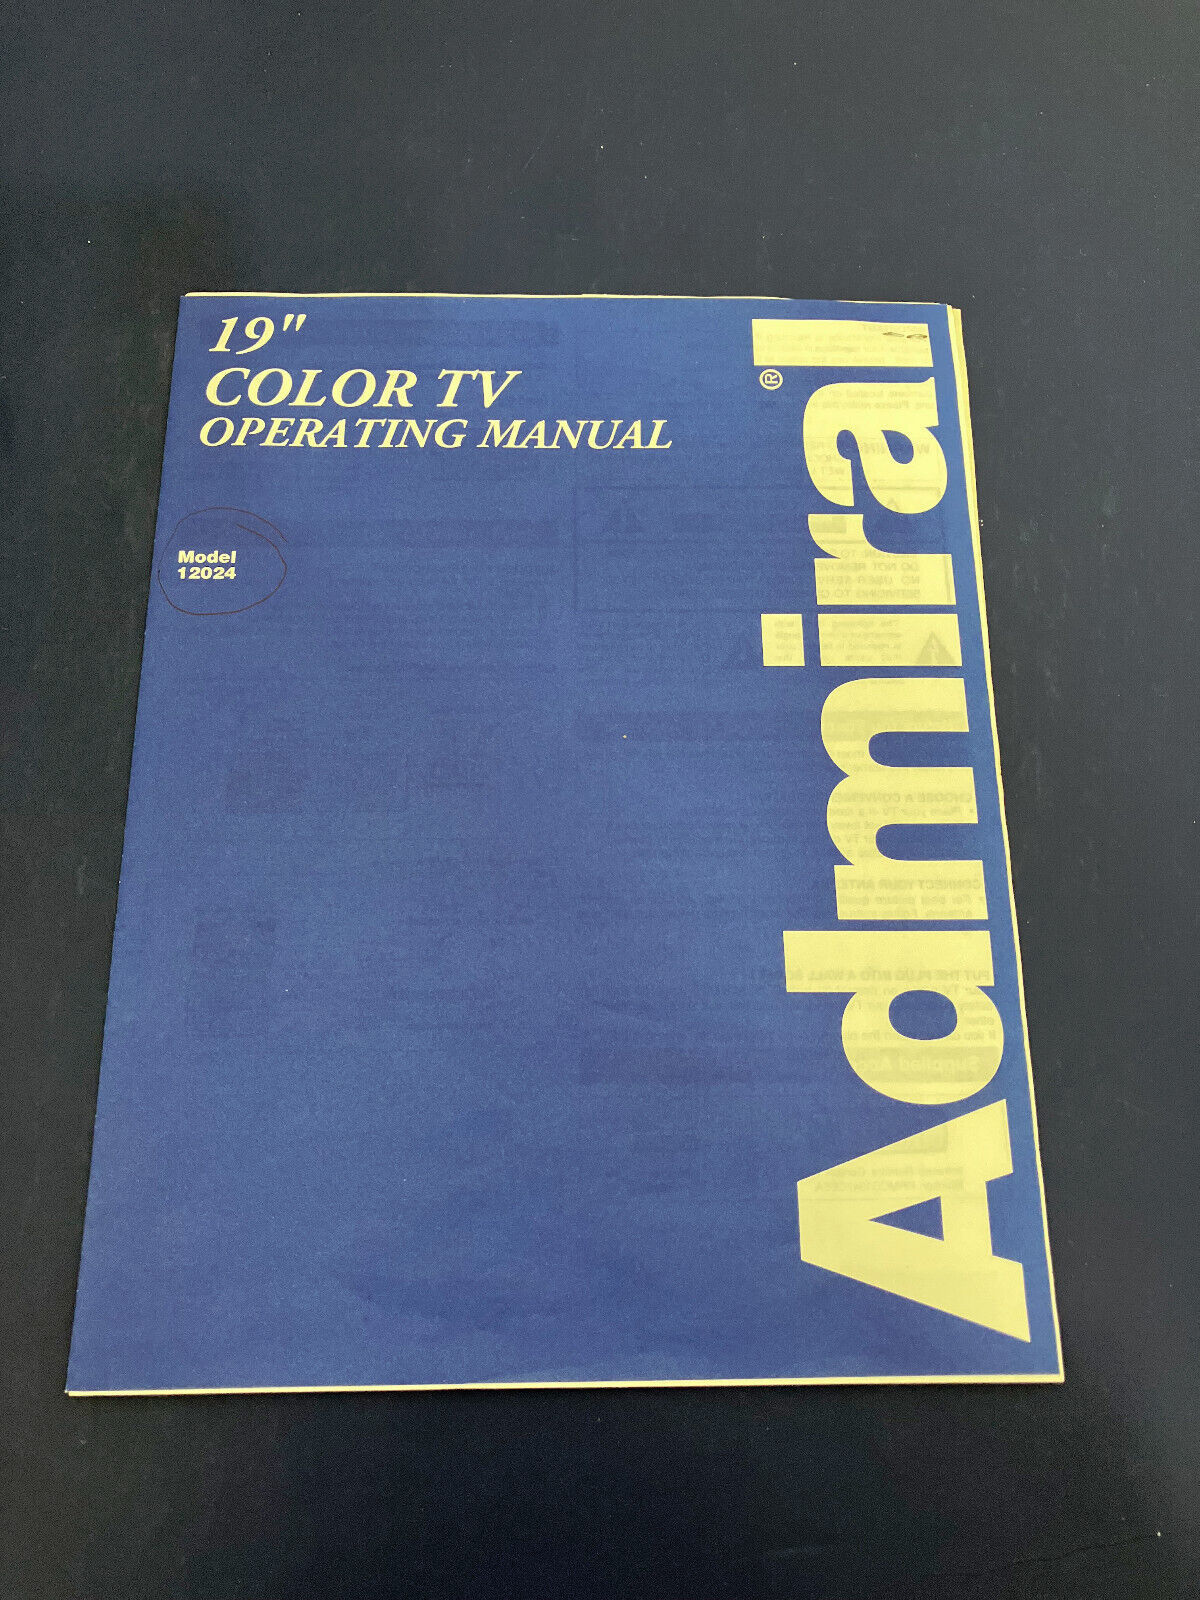 19"
COLOR TV
OPERATING MANUAL
Model
12024
Admiral®